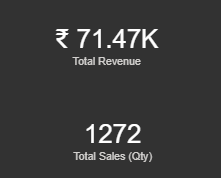 ₹ 71.47K
Total Revenue
1272
Total Sales (Qty)